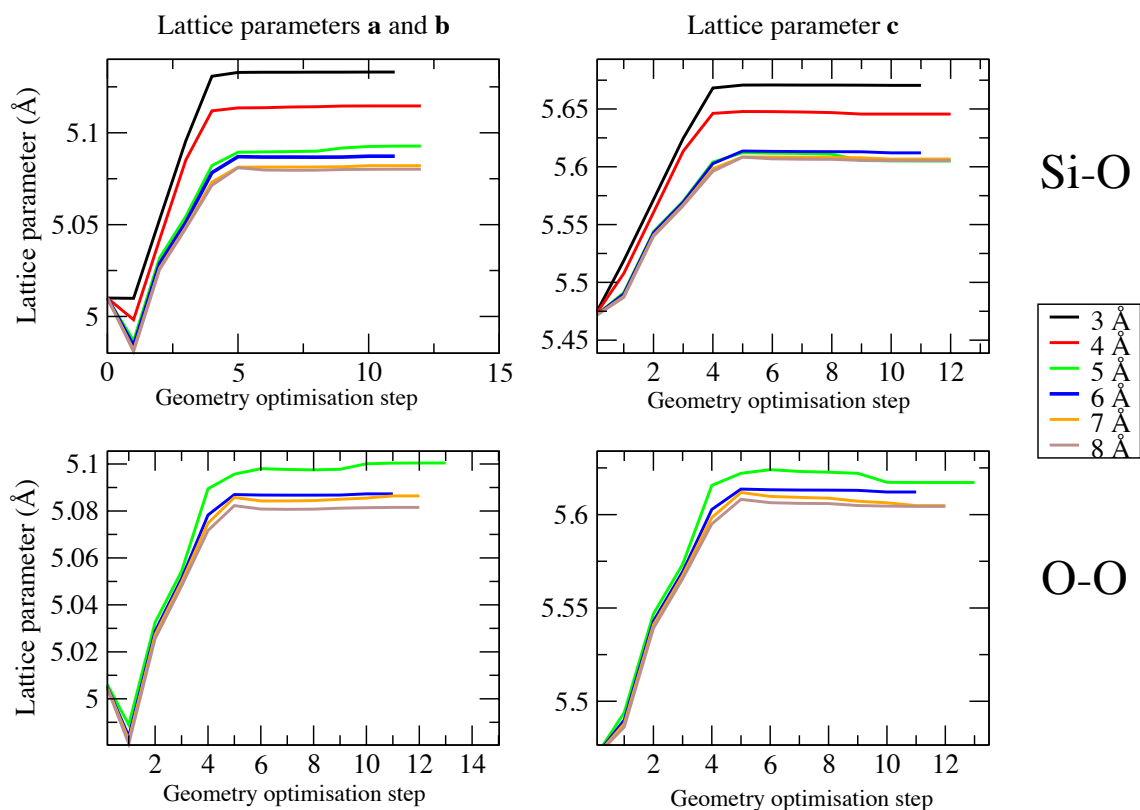 Lattice parameters a and b
Lattice parameter c
Lattice parameter (Å)
5.1
5.05
5
0 5 10 15
Geometry optimisation step
5.65
5.6
5.55
5.5
5.45
2 4 6 8 10 12
Geometry optimisation step
Si-O
3 Å
4 Å
5 Å
6 Å
7 Å
8 Å
Lattice parameter (Å)
5.1
5.08
5.06
5.04
5.02
5
2 4 6 8 10 12 14
Geometry optimisation step
5.6
5.55
5.5
2 4 6 8 10 12
Geometry optimisation step
O-O